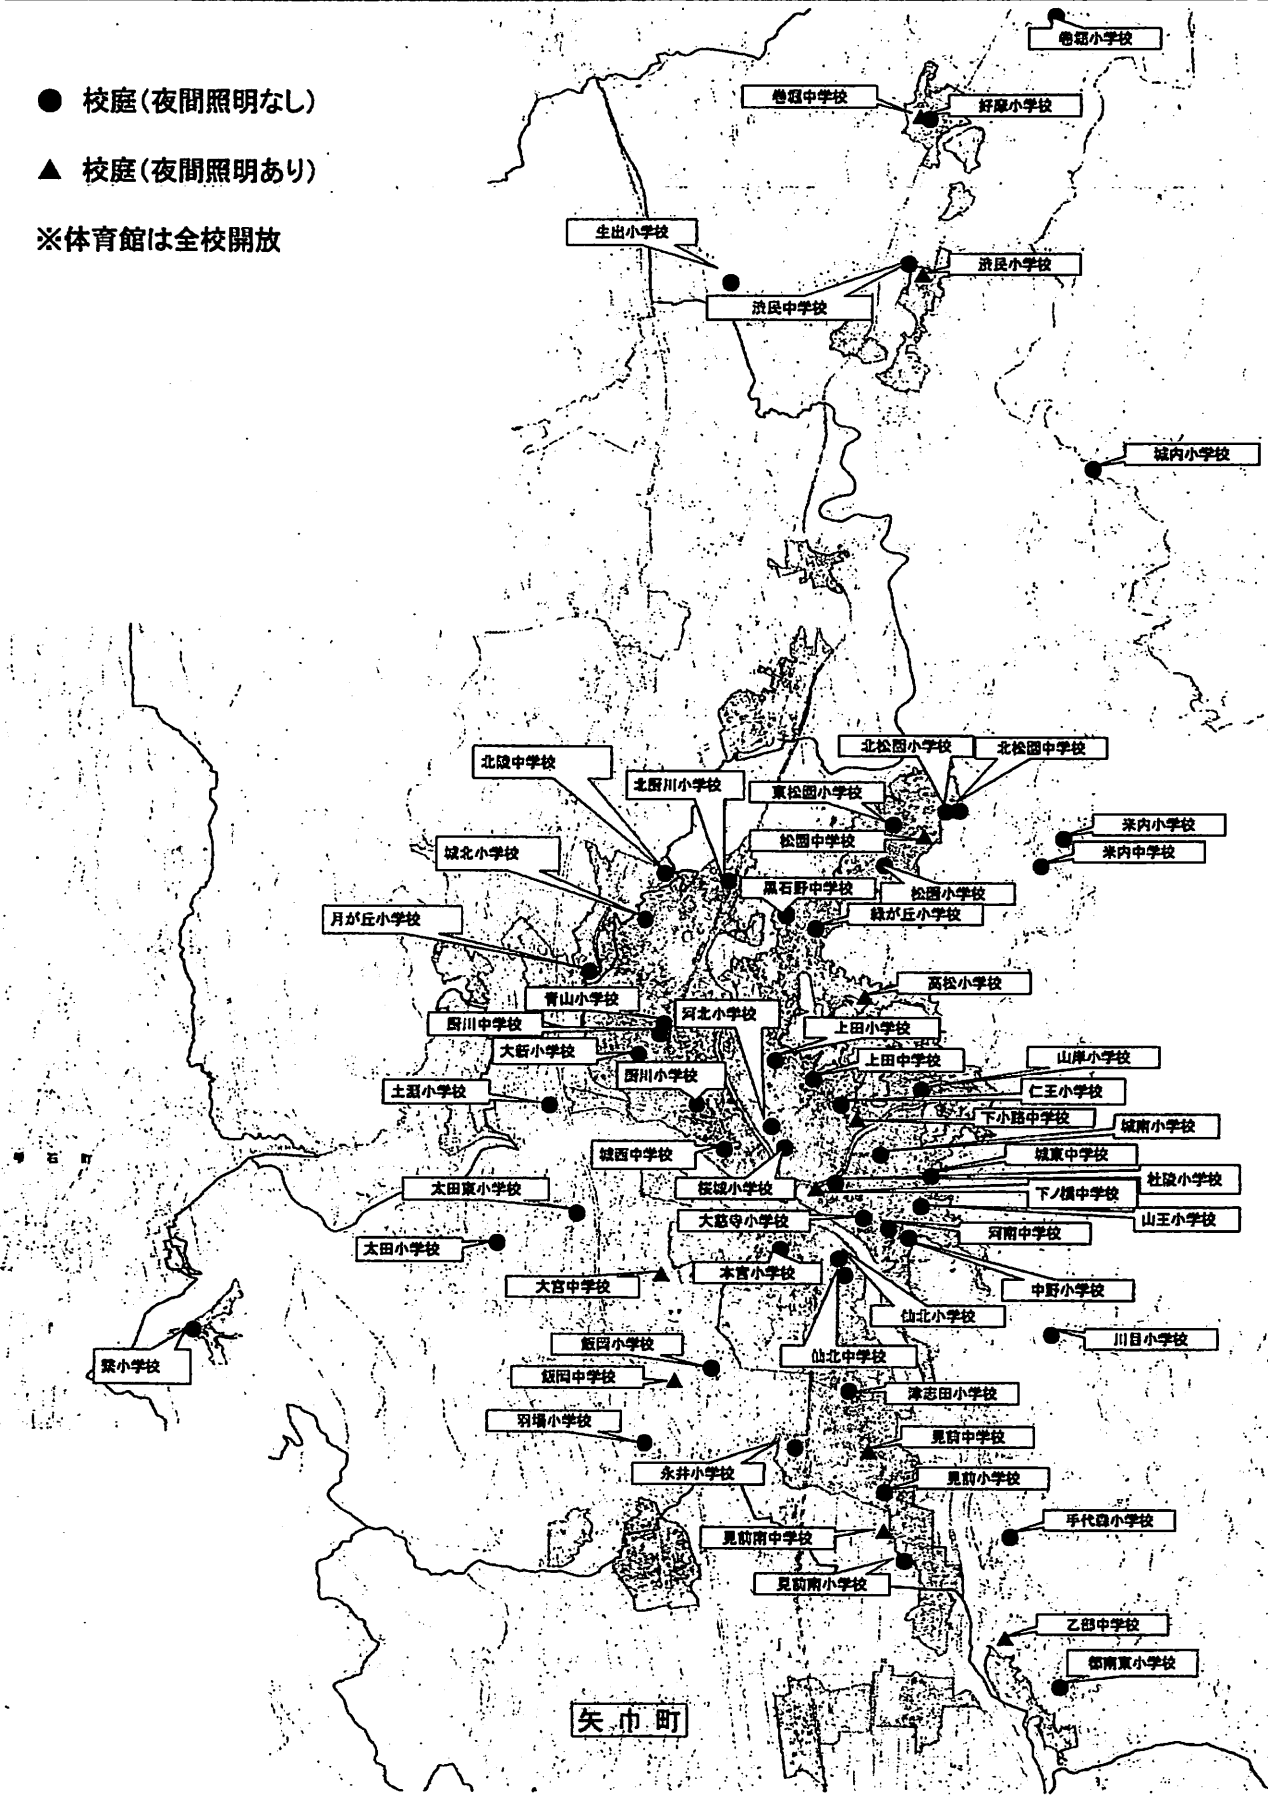 巻堀小学校
● 校庭(夜間照明なし)
巻堀中学校
好摩小学校
▲ 校庭(夜間照明あり)
※体育館は全校開放
生出小学校
渋民小学校
渋民中学校
城内小学校
北松園小学校
北松園中学校
北陵中学校
北厨川小学校
東松園小学校
米内小学校
松園中学校
米内中学校
城北小学校
黒石野中学校
松園小学校
月が丘小学校
緑が丘小学校
高松小学校
青山小学校
河北小学校
厨川中学校
上田小学校
大新小学校
上田中学校
山岸小学校
厨川小学校
土淵小学校
仁王小学校
下小路中学校
城南小学校
城西中学校
城東中学校
杜陵小学校
太田東小学校
桜城小学校
下ノ橋中学校
大慈寺小学校
山王小学校
河南中学校
太田小学校
本宮小学校
大宮中学校
中野小学校
仙北小学校
川目小学校
飯岡小学校
仙北中学校
繋小学校
飯岡中学校
津志田小学校
羽場小学校
見前中学校
永井小学校
見前小学校
手代森小学校
見前南中学校
見前南小学校
乙部中学校
都南東小学校
矢巾町